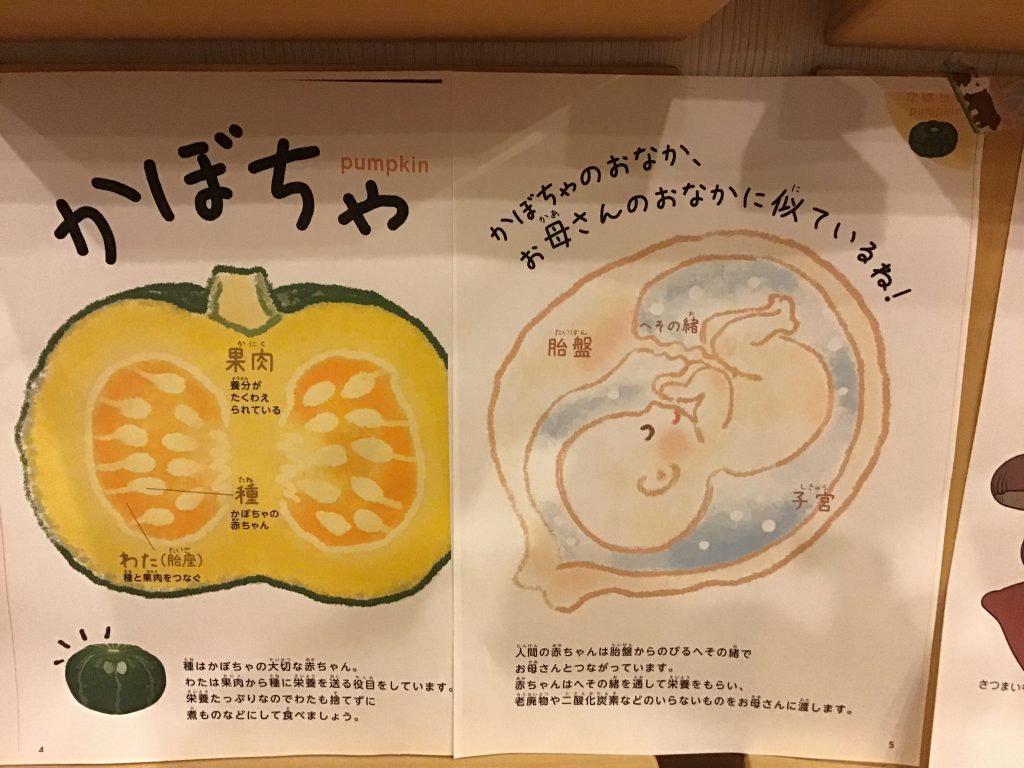 かぼちゃ
pumpkin
果肉
養分が
たくわえ
られている
種
かぼちゃの
赤ちゃん
わた(胎座)
種と果肉をつなぐ
種はかぼちゃの大切な赤ちゃん。
わたは果肉から種に栄養を送る役目をしています。
栄養たっぷりなのでわたも捨てずに
煮ものなどにして食べましょう。
4
かぼちゃ
pumpkin
かぼちゃのおなか、
お母さんのおなかに似ているね!
胎盤
へその緒
子宮
人間の赤ちゃんは胎盤からのびるへその緒で
お母さんとつながっています。
赤ちゃんはへその緒を通して栄養をもらい、
老廃物や二酸化炭素などのいらないものをお母さんに渡します。
5
さつまい